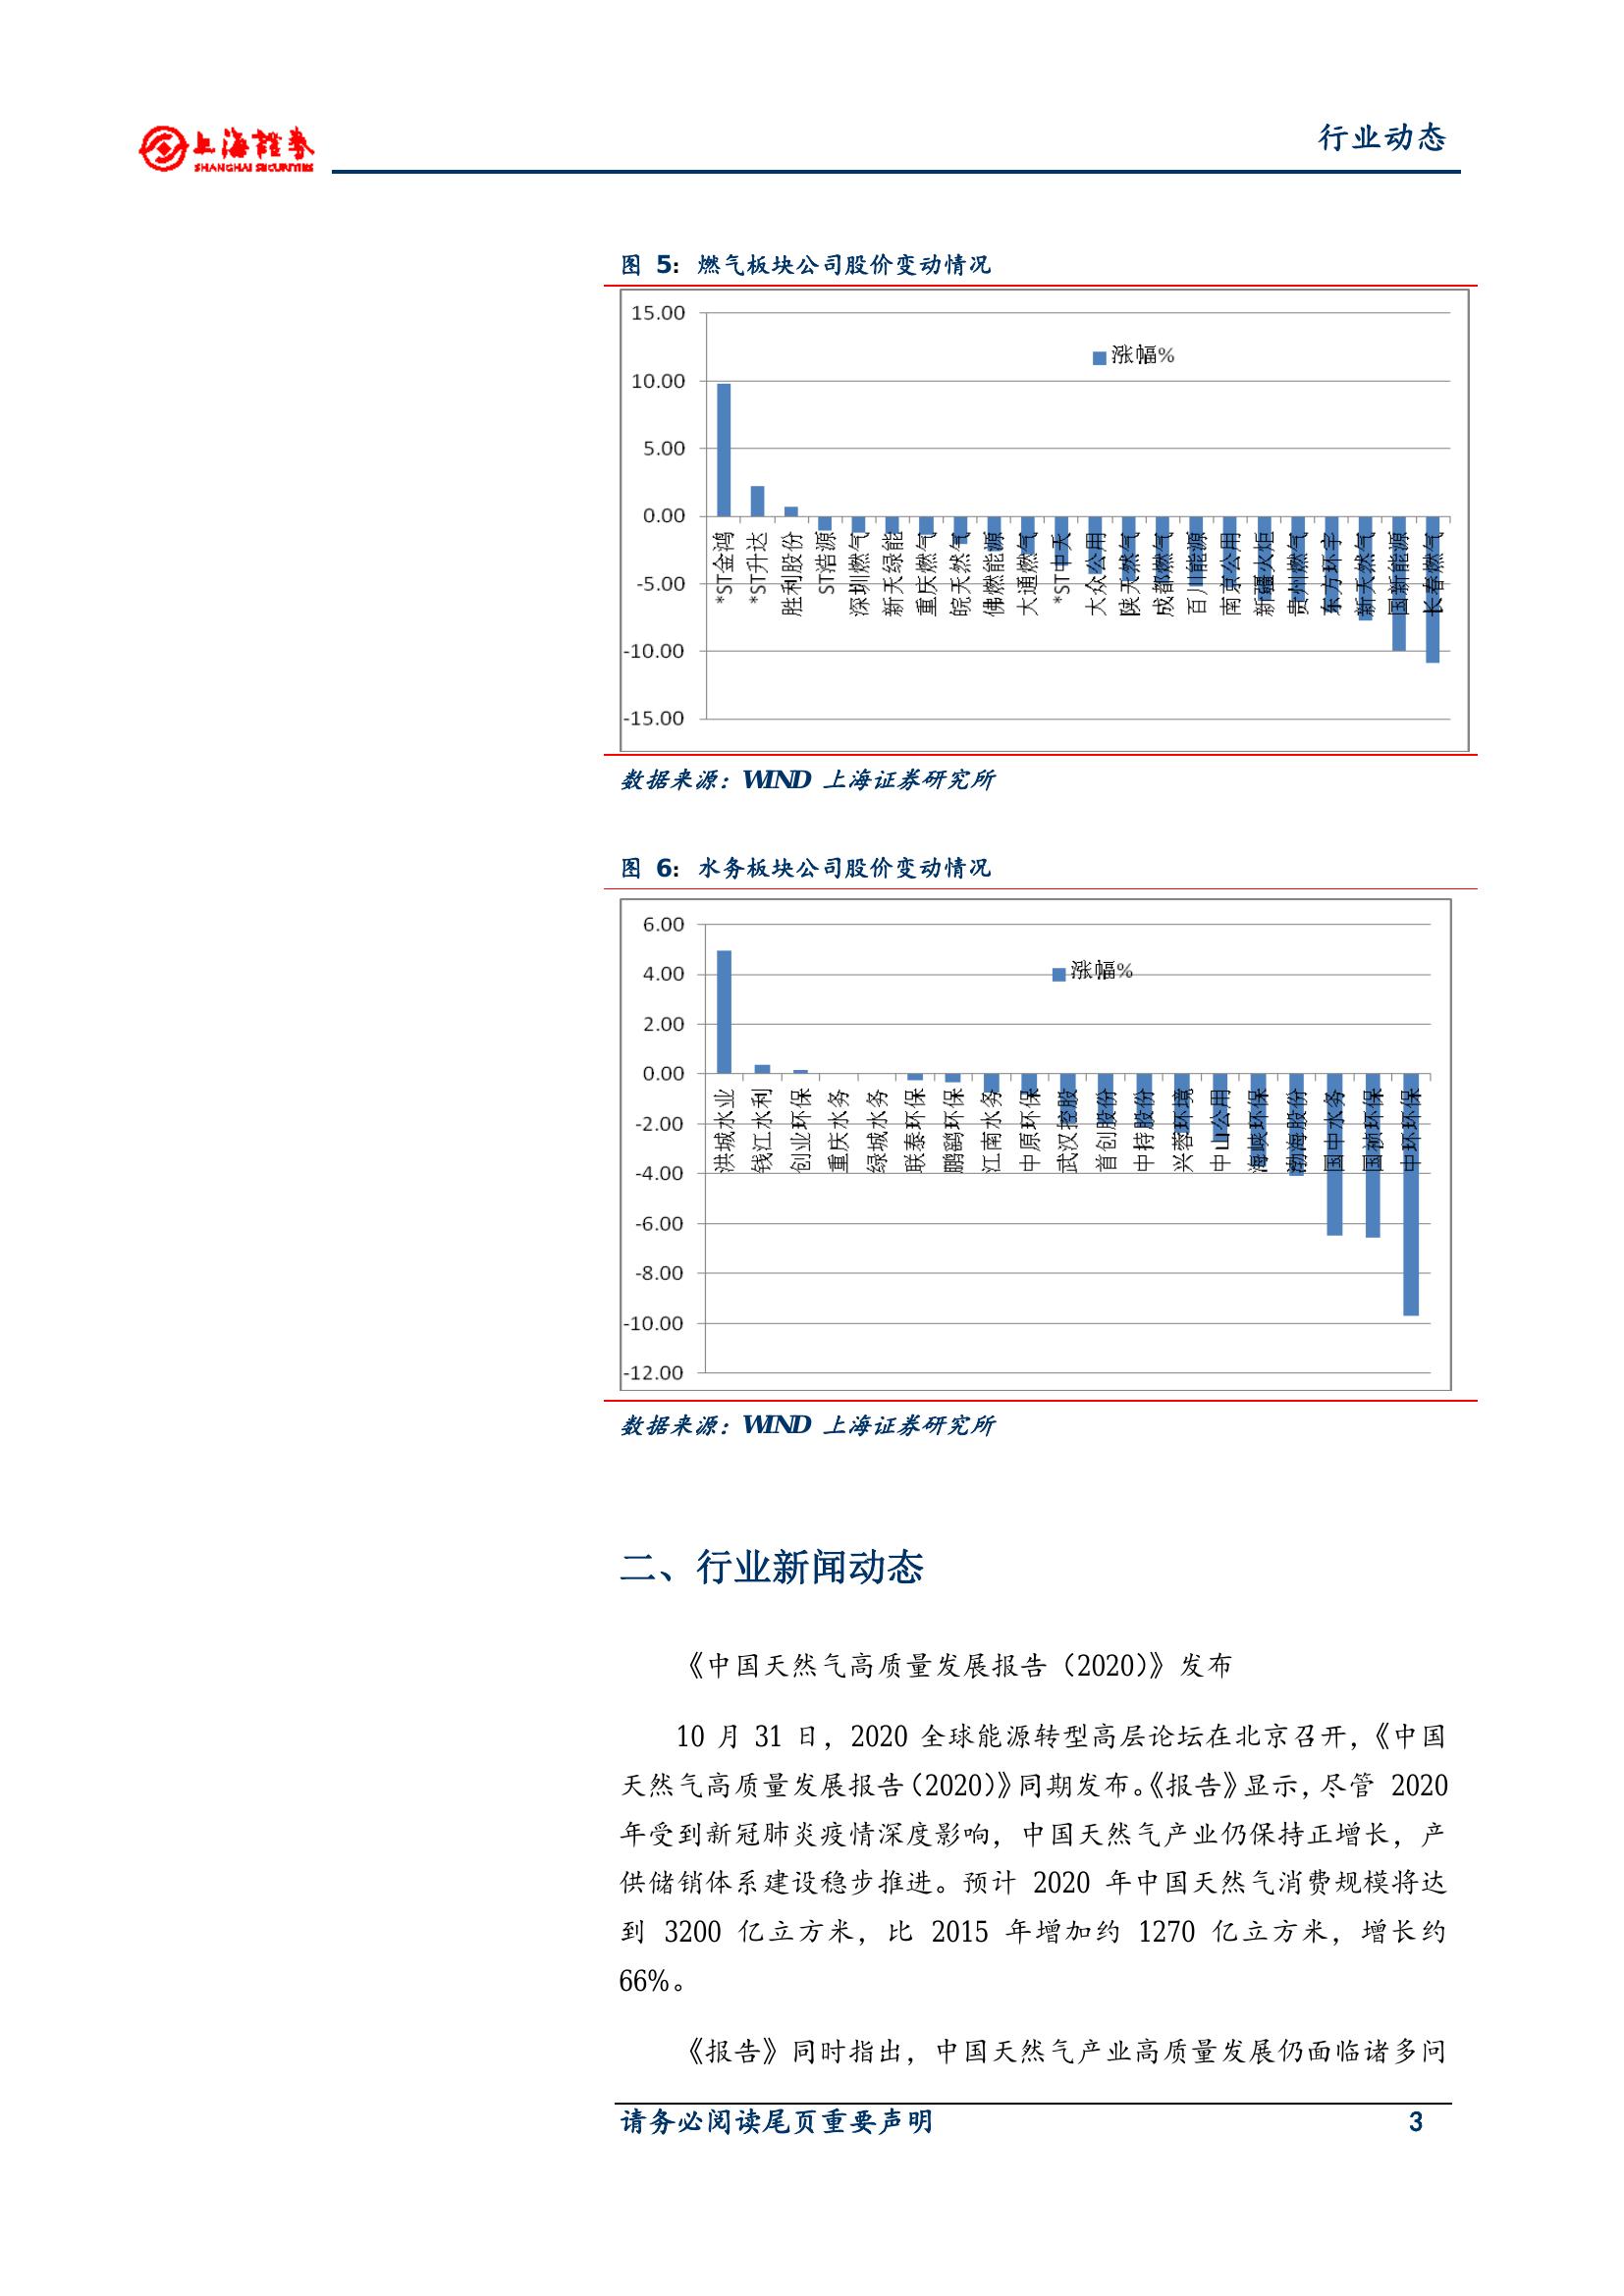 上海證券
SHANGHAI SECURITIES
行业动态
图 5：燃气板块公司股价变动情况
15.00
10.00
5.00
0.00
-5.00
-10.00
-15.00
涨幅%
*ST金鸿
*ST升达
胜利股份
ST浩源
深圳燃气
新天绿能
重庆燃气
皖天然气
佛燃能源
大通燃气
*ST中天
大众公用
陕天然气
成都燃气
百川能源
南京公用
新疆火炬
贵州燃气
东方环宇
新天然气
国新能源
长春燃气
数据来源：WIND 上海证券研究所
图 6：水务板块公司股价变动情况
6.00
4.00
2.00
0.00
-2.00
-4.00
-6.00
-8.00
-10.00
-12.00
涨幅%
洪城水业
钱江水利
创业环保
重庆水务
绿城水务
联泰环保
鹏鹞环保
江南水务
中原环保
武汉控股
首创股份
中持股份
兴蓉环境
中山公用
海峡环保
渤海股份
国中水务
国祯环保
中环环保
数据来源：WIND 上海证券研究所
二、行业新闻动态
《中国天然气高质量发展报告（2020)》发布
10 月 31 日，2020 全球能源转型高层论坛在北京召开，《中国
天然气高质量发展报告（2020)》同期发布。《报告》显示，尽管 2020
年受到新冠肺炎疫情深度影响，中国天然气产业仍保持正增长，产
供储销体系建设稳步推进。预计 2020 年中国天然气消费规模将达
到 3200 亿立方米，比 2015 年增加约 1270 亿立方米，增长约
66%。
《报告》同时指出，中国天然气产业高质量发展仍面临诸多问
请务必阅读尾页重要声明 3